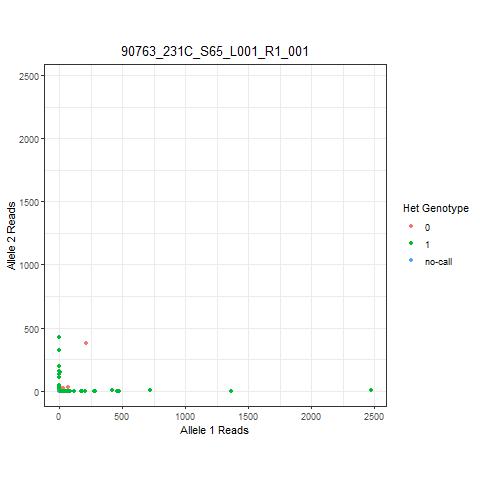 90763_231C_S65_L001_R1_001
2500
2000
1500
1000
500
0
Allele 2 Reads
0 500 1000 1500 2000 2500
Allele 1 Reads
Het Genotype
0
1
no-call